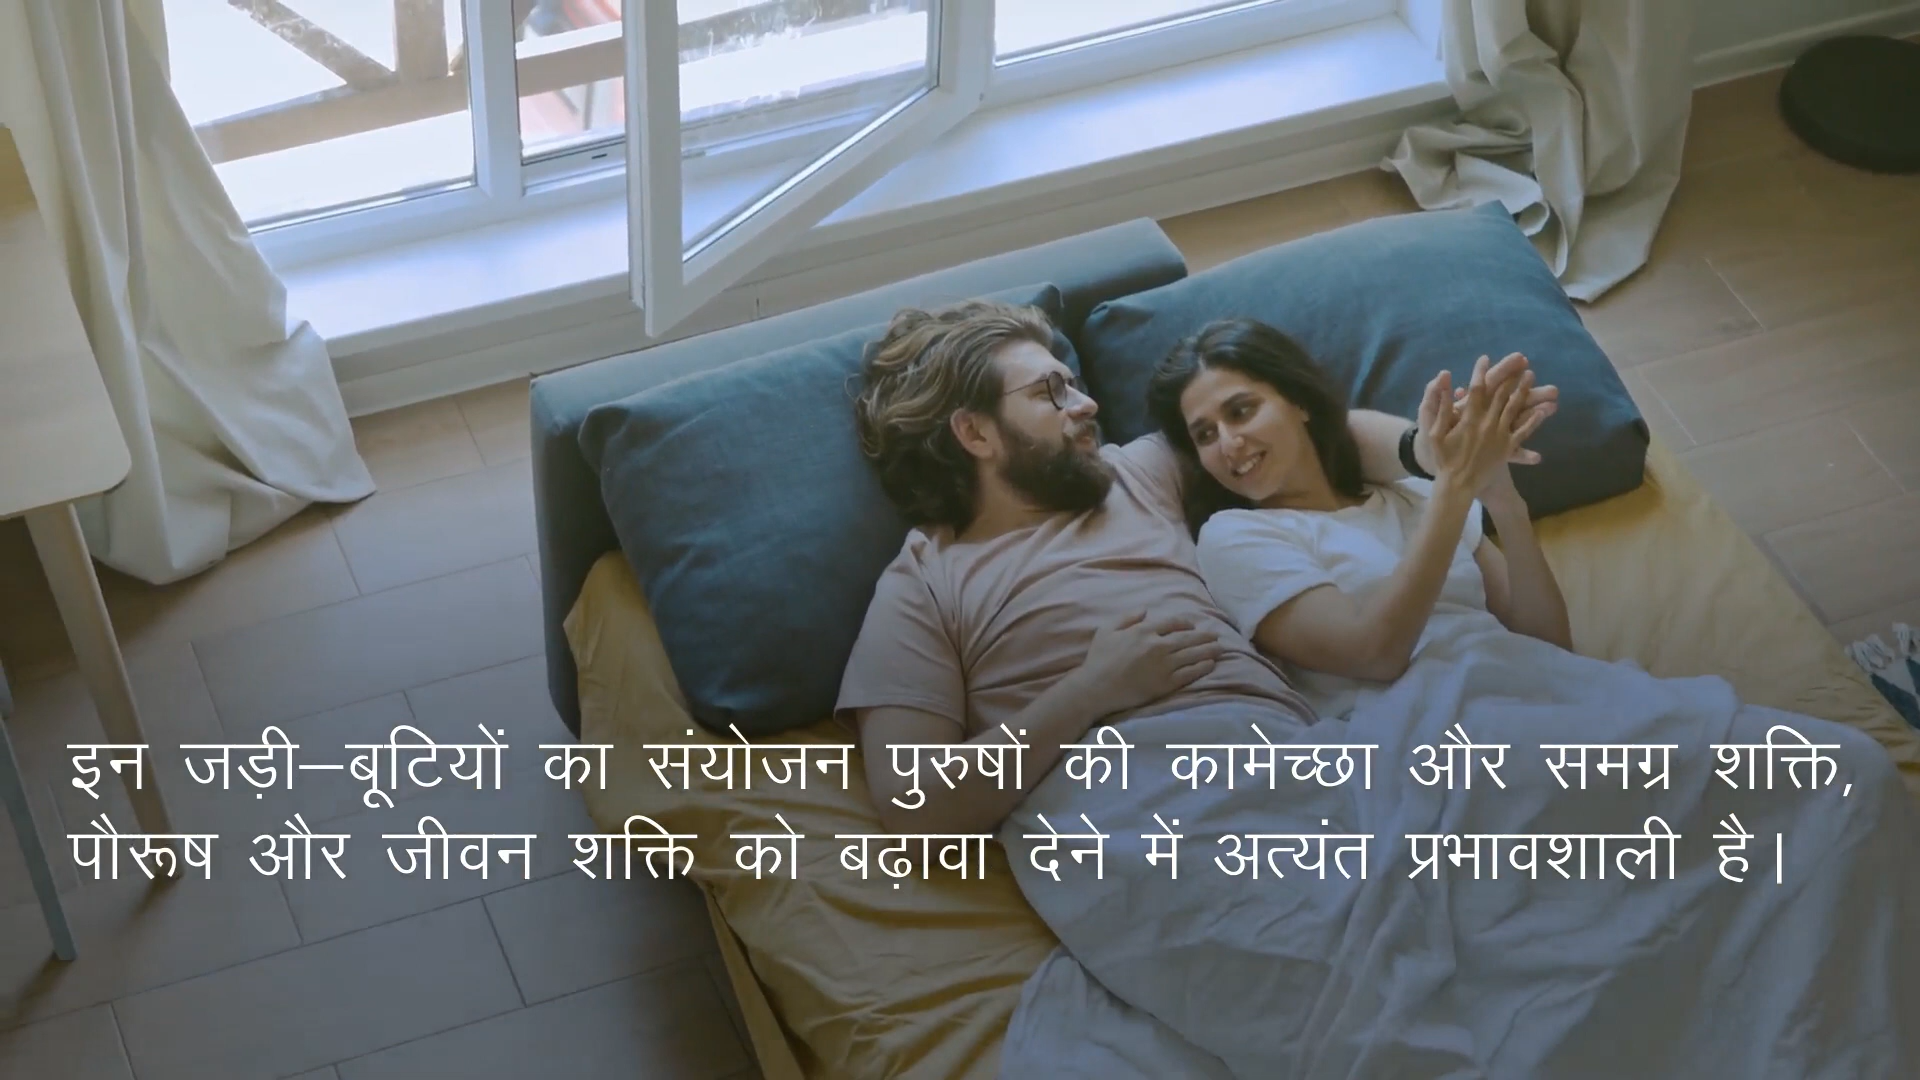 इन जड़ी–बूटियों का संयोजन पुरुषों की कामेच्छा और समग्र शक्ति,
पौरूष और जीवन शक्ति को बढ़ावा देने में अत्यंत प्रभावशाली है।